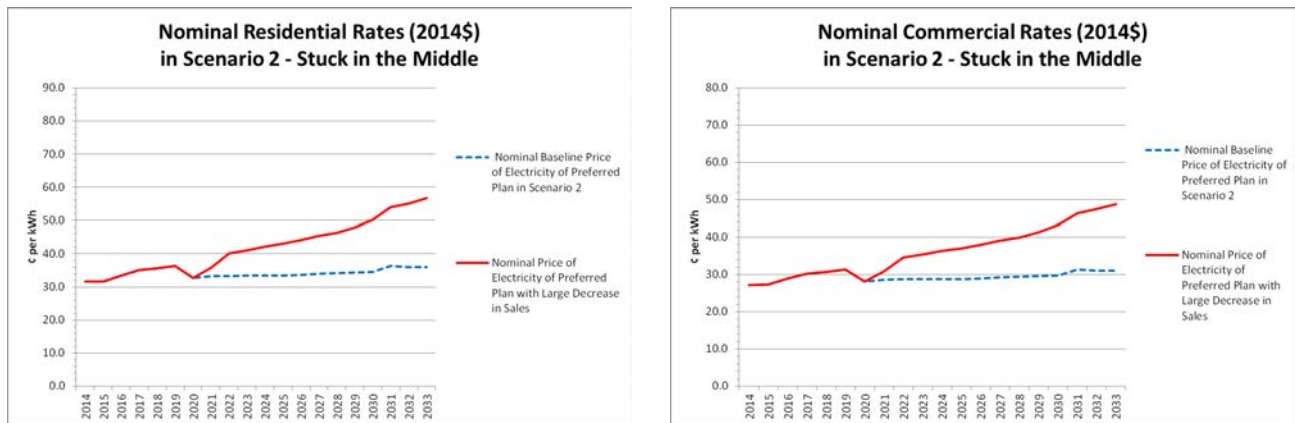 Nominal Residential Rates (2014$)
in Scenario 2 - Stuck in the Middle
90.0
80.0
70.0
60.0
50.0
40.0
30.0
20.0
10.0
0.0
¢ per kWh
2014
2015
2016
2017
2018
2019
2020
2021
2022
2023
2024
2025
2026
2027
2028
2029
2030
2031
2032
2033
Nominal Baseline Price
of Electricity of Preferred
Plan in Scenario 2
Nominal Price of
Electricity of Preferred
Plan with Large Decrease
in Sales
Nominal Commercial Rates (2014$)
in Scenario 2 - Stuck in the Middle
80.0
70.0
60.0
50.0
40.0
30.0
20.0
10.0
0.0
¢ per kWh
2014
2015
2016
2017
2018
2019
2020
2021
2022
2023
2024
2025
2026
2027
2028
2029
2030
2031
2032
2033
Nominal Baseline
Price of Electricity of
Preferred Plan in
Scenario 2
Nominal Price of
Electricity of
Preferred Plan with
Large Decrease in
Sales